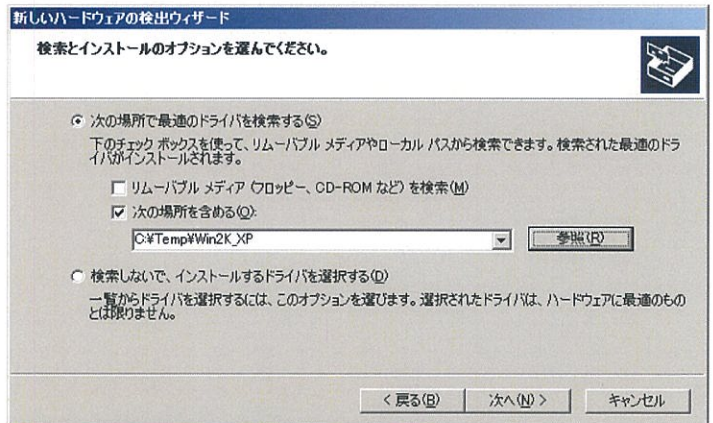 新しいハードウェアの検出ウィザード
検索とインストールのオプションを選んでください。
次の場所で最適のドライバを検索する(S)
下のチェック ボックスを使って、リムーバブル メディアやローカル パスから検索できます。検索された最適のドラ
イバがインストールされます。
リムーバブル メディア (フロッピー、CD-ROM など) を検索(M)
次の場所を含める(O):
C:¥Temp¥Win2K_XP
参照(R)
検索しないで、インストールするドライバを選択する(D)
一覧からドライバを選択するには、このオプションを選びます。選択されたドライバは、ハードウェアに最適のもの
とは限りません。
< 戻る(B)
次へ(N) >
キャンセル